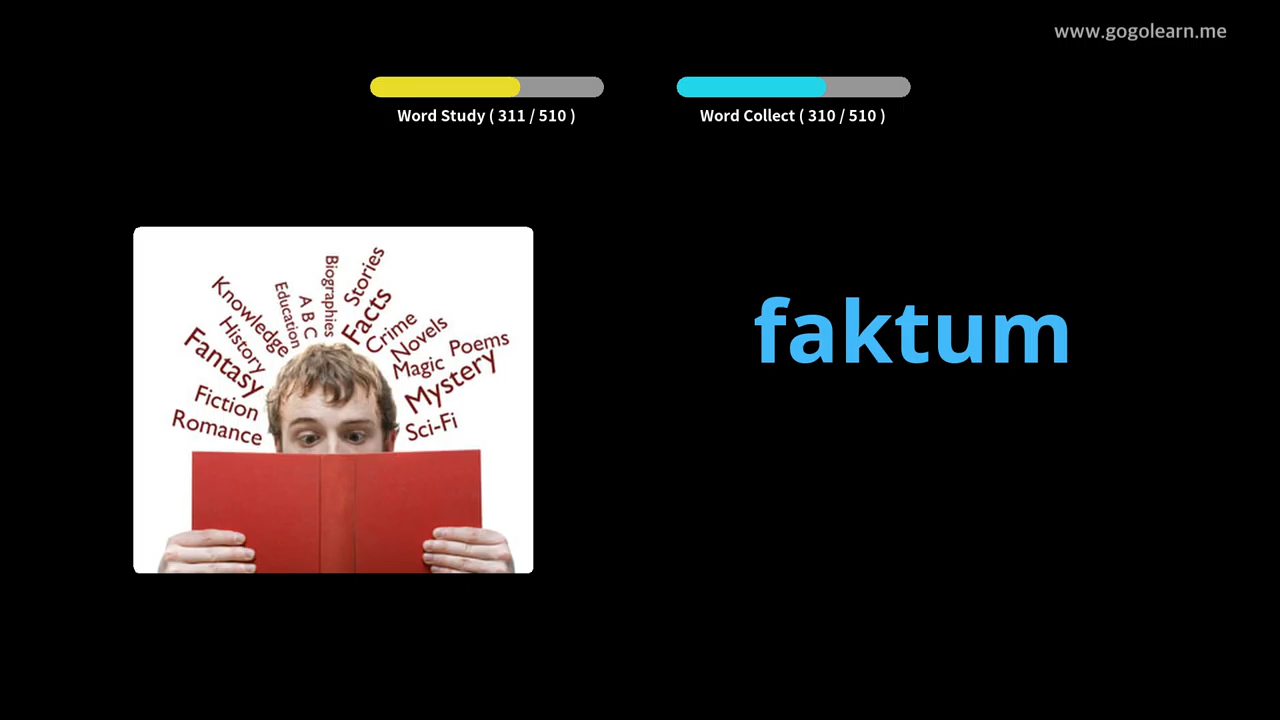 www.gogolearn.me
Word Study ( 311 / 510 )
Word Collect ( 310 / 510 )
faktum
Knowledge
History
Fantasy
Fiction
Romance
Education
A B C
Biographies
Stories
Facts
Crime
Novels
Magic
Poems
Mystery
Sci-Fi